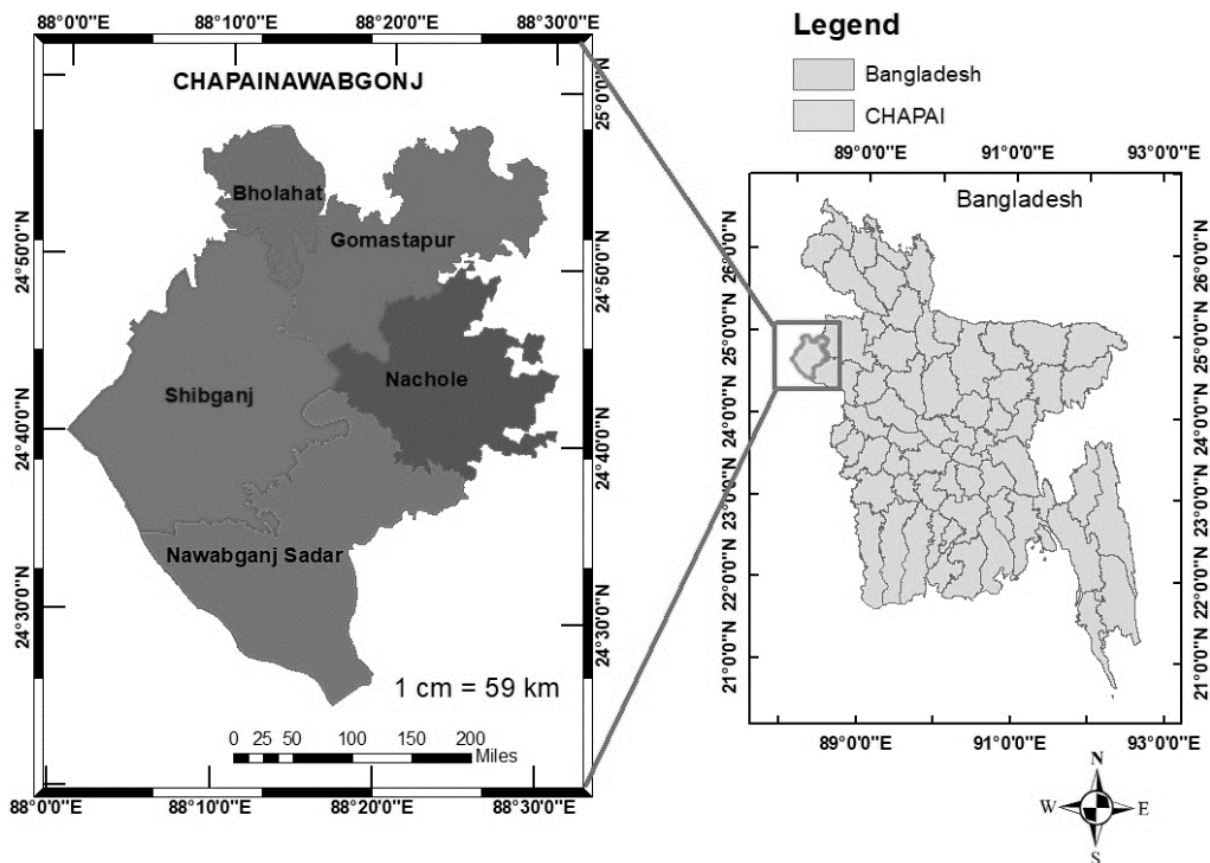 88°0'0"E 88°10'0"E 88°20'0"E 88°30'0"E
CHAPAINAWABGONJ
25°0'0"N
Bholahat
Gomastapur
24°50'0"N
24°50'0"N
Shibganj
Nachole
24°40'0"N
24°40'0"N
Nawabganj Sadar
24°30'0"N
24°30'0"N
1 cm = 59 km
0 25 50 100 150 200
Miles
88°0'0"E 88°10'0"E 88°20'0"E 88°30'0"E
Legend
Bangladesh
CHAPAI
89°0'0"E 91°0'0"E 93°0'0"E
Bangladesh
26°0'0"N
26°0'0"N
25°0'0"N
25°0'0"N
24°0'0"N
24°0'0"N
23°0'0"N
23°0'0"N
22°0'0"N
22°0'0"N
21°0'0"N
21°0'0"N
89°0'0"E 91°0'0"E 93°0'0"E
N
W E
S